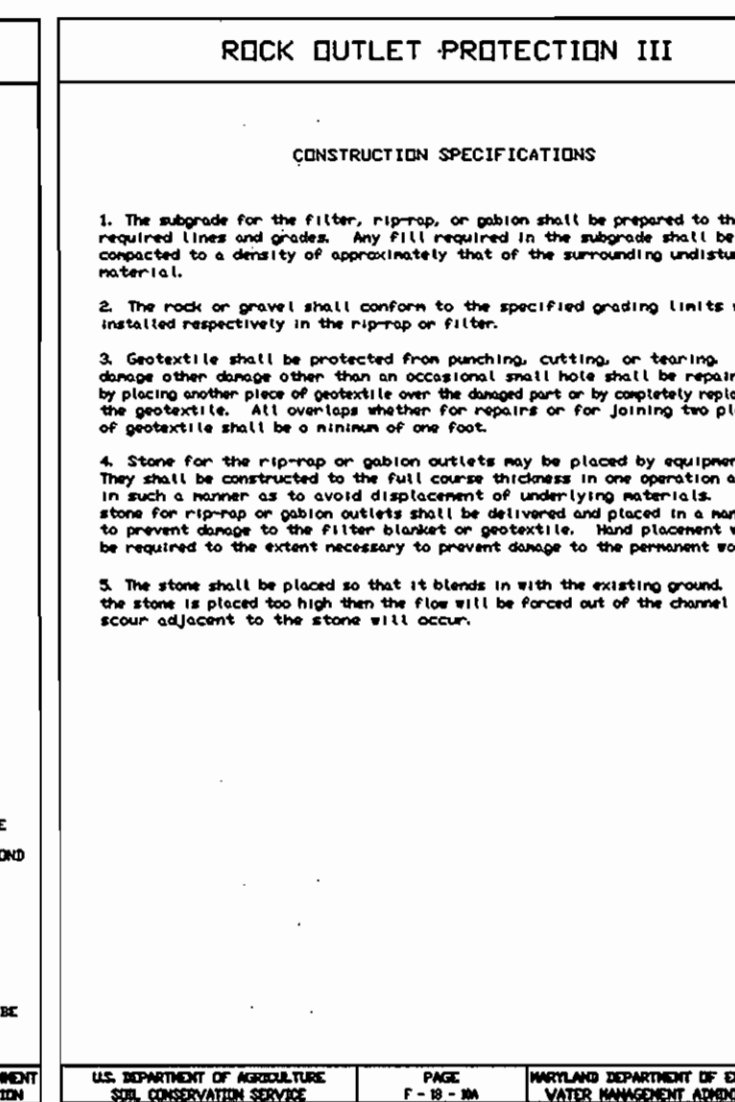 ROCK OUTLET PROTECTION III
CONSTRUCTION SPECIFICATIONS
1. The subgrade for the filter, rip-rap, or gabion shall be prepared to th
required lines and grades. Any fill required in the subgrade shall be
compacted to a density of approximately that of the surrounding undistu
material.
2. The rock or gravel shall conform to the specified grading limits
installed respectively in the rip-rap or filter.
3. Geotextile shall be protected from punching, cutting, or tearing.
damage other damage other than an occasional small hole shall be repair
by placing another piece of geotextile over the damaged part or by completely repla
the geotextile. All overlaps whether for repairs or for joining two pi
of geotextile shall be a minimum of one foot.
4. Stone for the rip-rap or gabion outlets may be placed by equipmen
They shall be constructed to the full course thickness in one operation a
in such a manner as to avoid displacement of underlying materials.
stone for rip-rap or gabion outlets shall be delivered and placed in a man
to prevent damage to the filter blanket or geotextile. Hand placement w
be required to the extent necessary to prevent damage to the permanent wo
5. The stone shall be placed so that it blends in with the existing ground.
the stone is placed too high then the flow will be forced out of the channel
scour adjacent to the stone will occur.
E
OND
BE
MENT
ION
U.S. DEPARTMENT OF AGRICULTURE
SOIL CONSERVATION SERVICE
PAGE
F - 18 - 10A
MARYLAND DEPARTMENT OF E
WATER MANAGEMENT ADMIN